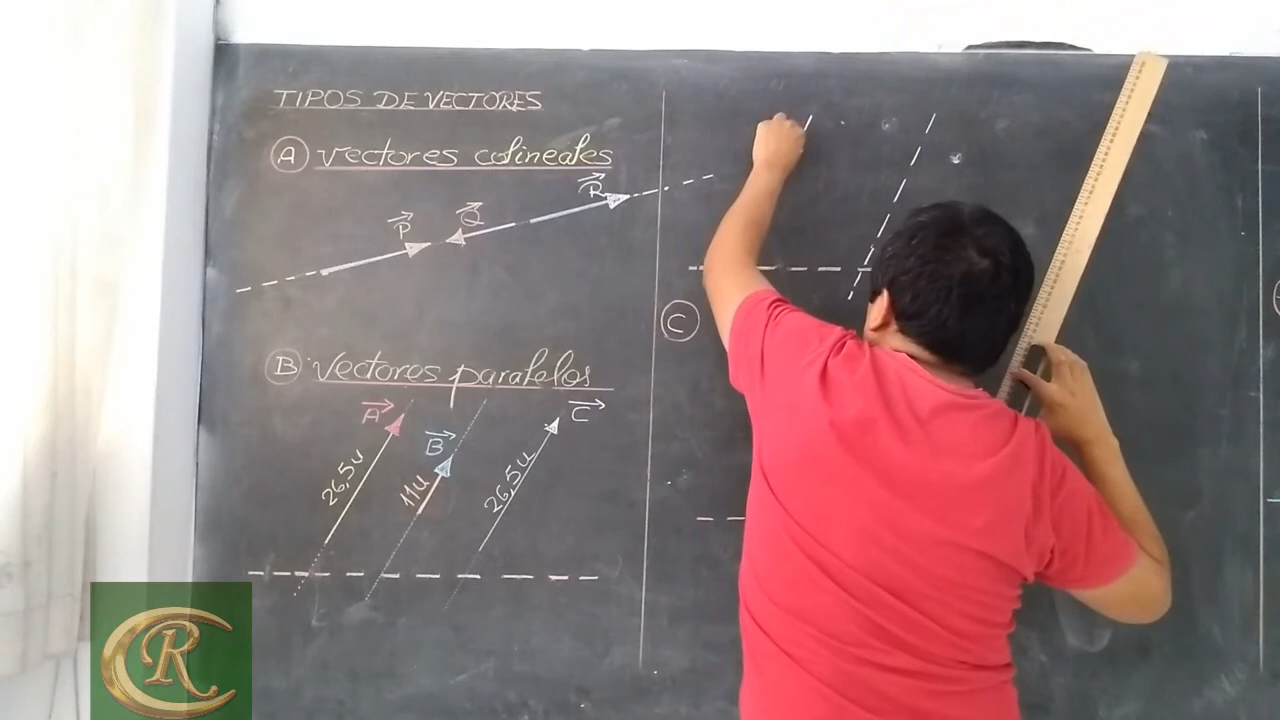 TIPOS DE VECTORES
A vectores colineales
P
Q
R
B vectores paralelos
A
B
C
26,5u
11u
26,5u
C
CR